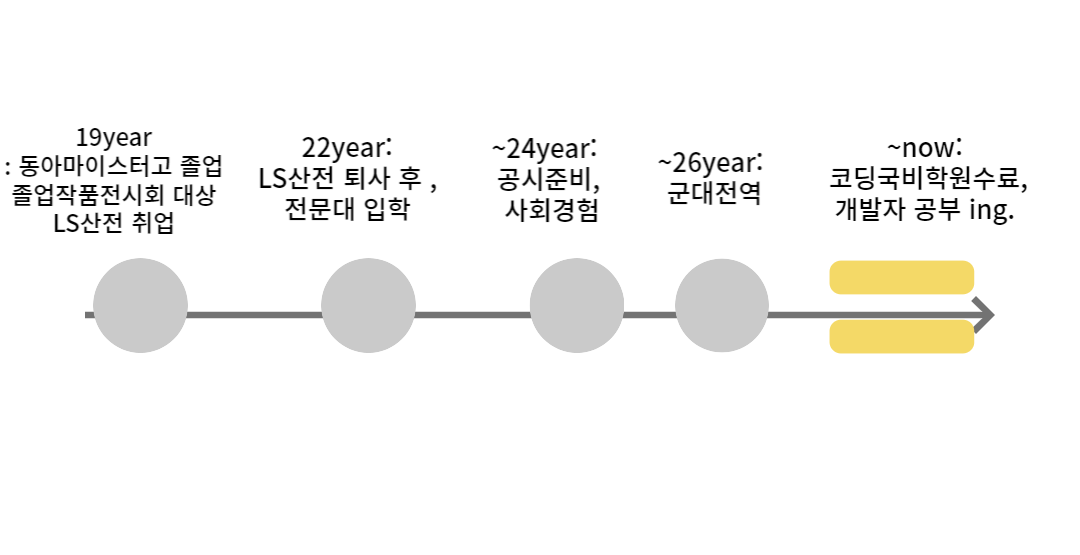 19year
: 동아마이스터고 졸업
졸업작품전시회 대상
LS산전 취업
22year:
LS산전 퇴사 후 ,
전문대 입학
~24year:
공시준비,
사회경험
~26year:
군대전역
~now:
코딩국비학원수료,
개발자 공부 ing.